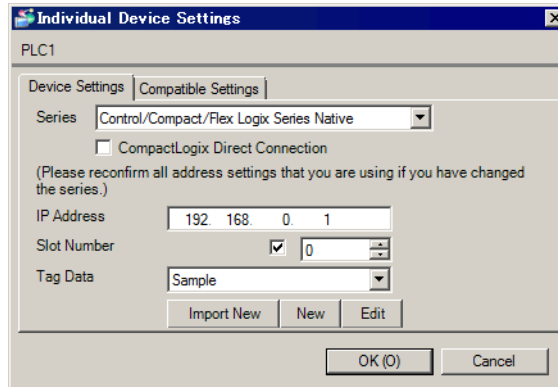 Individual Device Settings
PLC1
Device Settings Compatible Settings
Series Control/Compact/Flex Logix Series Native
CompactLogix Direct Connection
(Please reconfirm all address settings that you are using if you have changed
the series.)
IP Address 192. 168. 0. 1
Slot Number 0
Tag Data Sample
Import New New Edit
OK (O) Cancel